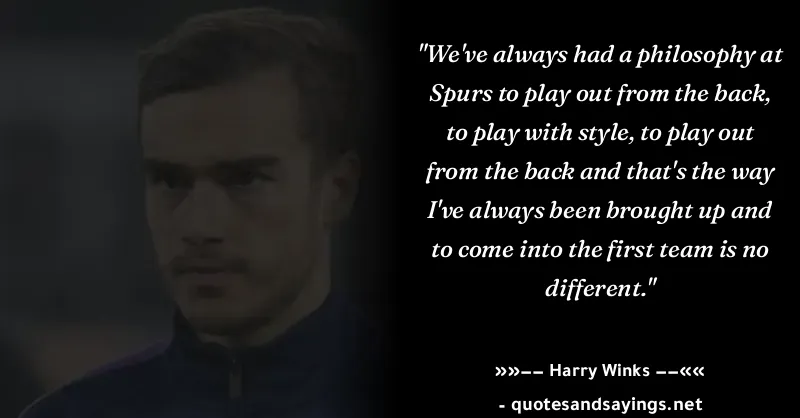 "We've always had a philosophy at
Spurs to play out from the back,
to play with style, to play out
from the back and that's the way
I've always been brought up and
to come into the first team is no
different."
»»−− Harry Winks −−««
- quotesandsayings.net